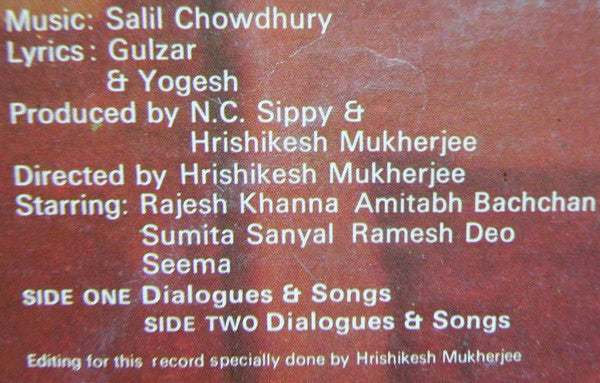 Music: Salil Chowdhury
Lyrics: Gulzar
& Yogesh
Produced by N.C. Sippy &
Hrishikesh Mukherjee
Directed by Hrishikesh Mukherjee
Starring: Rajesh Khanna Amitabh Bachchan
Sumita Sanyal Ramesh Deo
Seema
SIDE ONE Dialogues & Songs
SIDE TWO Dialogues & Songs
Editing for this record specially done by Hrishikesh Mukherjee